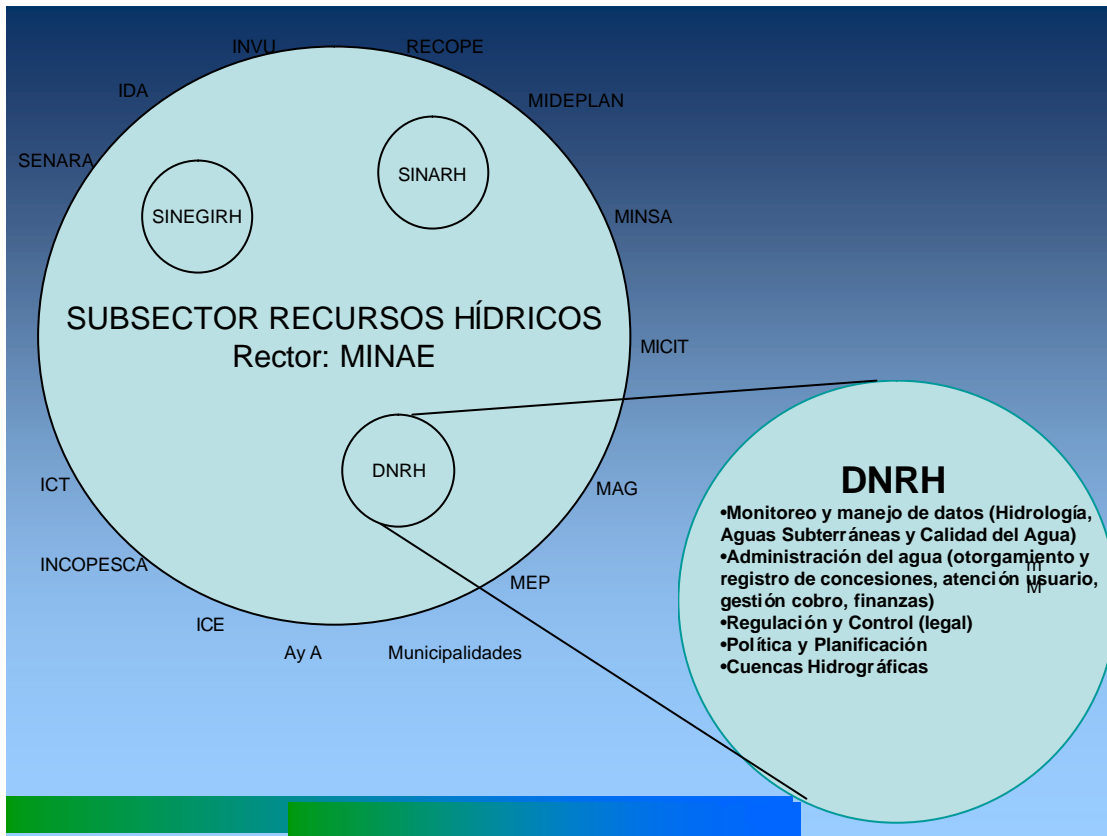 INVU
RECOPE
IDA
MIDEPLAN
SENARA
SINARH
SINEGIRH
MINSA
SUBSECTOR RECURSOS HÍDRICOS
Rector: MINAE
MICIT
DNRH
ICT
MAG
INCOPESCA
MEP
ICE
Ay A
Municipalidades
DNRH
•Monitoreo y manejo de datos (Hidrología,
Aguas Subterráneas y Calidad del Agua)
•Administración del agua (otorgamiento y
registro de concesiones, atención usuario,
gestión cobro, finanzas)
•Regulación y Control (legal)
•Política y Planificación
•Cuencas Hidrográficas